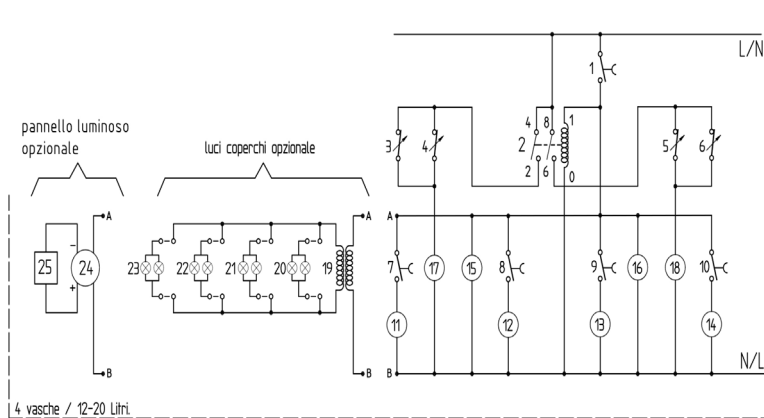 L/N
1
pannello luminoso
opzionale
luci coperchi opzionale
3 4 4 8 1 5 6
2
2 6 0
A A A
25 24 - + 23 22 21 20 19 7 17 15 8 9 16 18 10
11 12 13 14
N/L
B B B
4 vasche / 12-20 Litri.